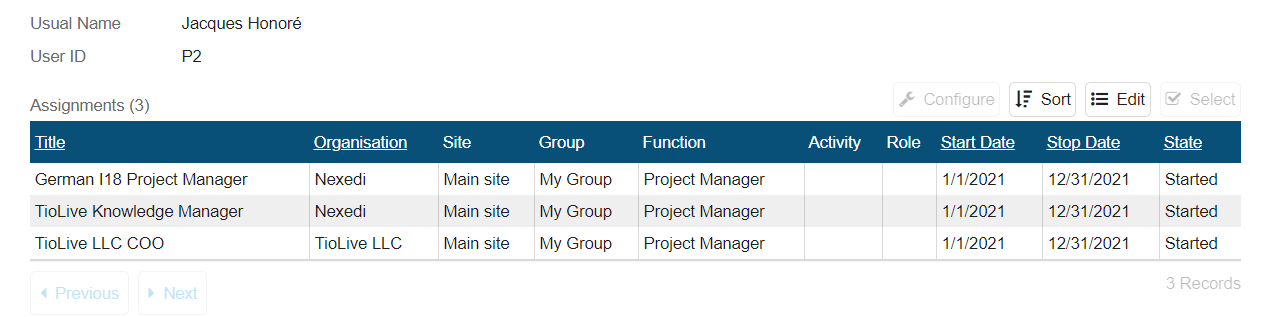 Usual Name Jacques Honoré
User ID P2
Assignments (3) Configure Sort Edit Select
Title Organisation Site Group Function Activity Role Start Date Stop Date State
German I18 Project Manager Nexedi Main site My Group Project Manager 1/1/2021 12/31/2021 Started
TioLive Knowledge Manager Nexedi Main site My Group Project Manager 1/1/2021 12/31/2021 Started
TioLive LLC COO TioLive LLC Main site My Group Project Manager 1/1/2021 12/31/2021 Started
Previous Next 3 Records